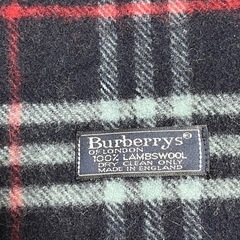 Burberrys®
OF LONDON
100% LAMBSWOOL
DRY CLEAN ONLY
MADE IN ENGLAND